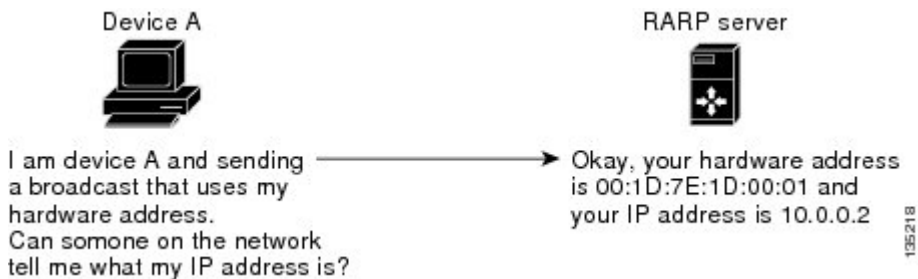 Device A
RARP server
I am device A and sending
a broadcast that uses my
hardware address.
Can somone on the network
tell me what my IP address is?
Okay, your hardware address
is 00:1D:7E:1D:00:01 and
your IP address is 10.0.0.2
135218